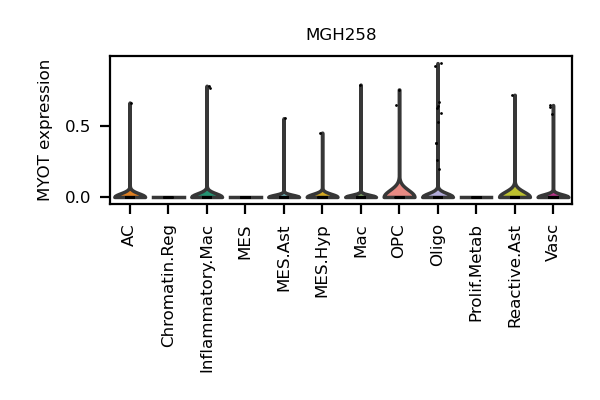 MGH258
MYOT expression
0.5
0.0
AC
Chromatin.Reg
Inflammatory.Mac
MES
MES.Ast
MES.Hyp
Mac
OPC
Oligo
Prolif.Metab
Reactive.Ast
Vasc